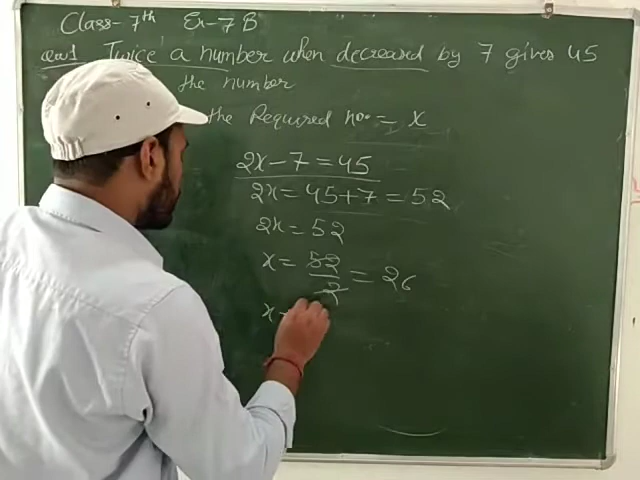 Class- 7th Ex-7B
Que1 Twice a number when decreased by 7 gives 45
the number
the Required no. = x
2x - 7 = 45
2x = 45+7 = 52
2x = 52
x = 52/2 = 26
x -